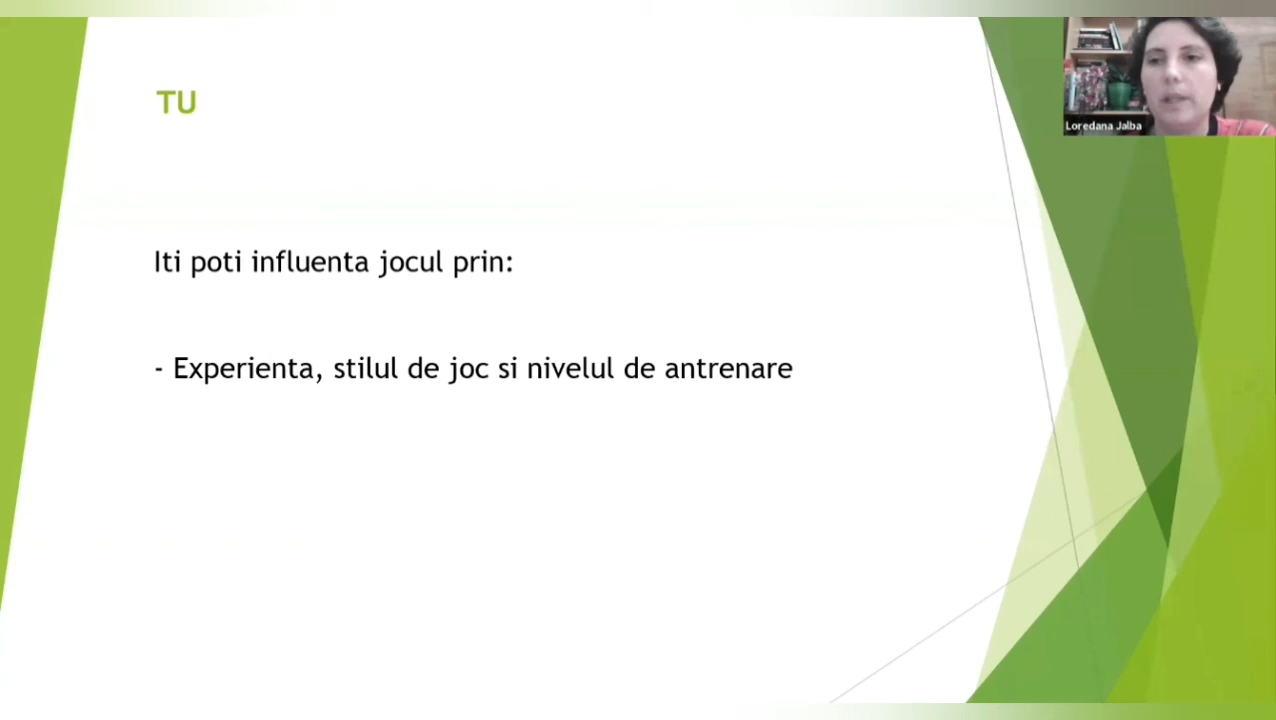 TU
Loredana Jalba
Iti poti influenta jocul prin:
- Experienta, stilul de joc si nivelul de antrenare